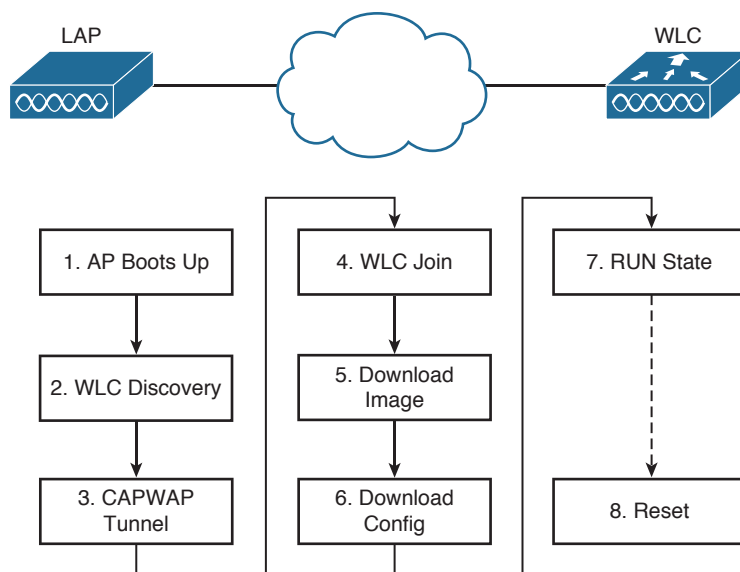 LAP
WLC
1. AP Boots Up
2. WLC Discovery
3. CAPWAP
Tunnel
4. WLC Join
5. Download
Image
6. Download
Config
7. RUN State
8. Reset